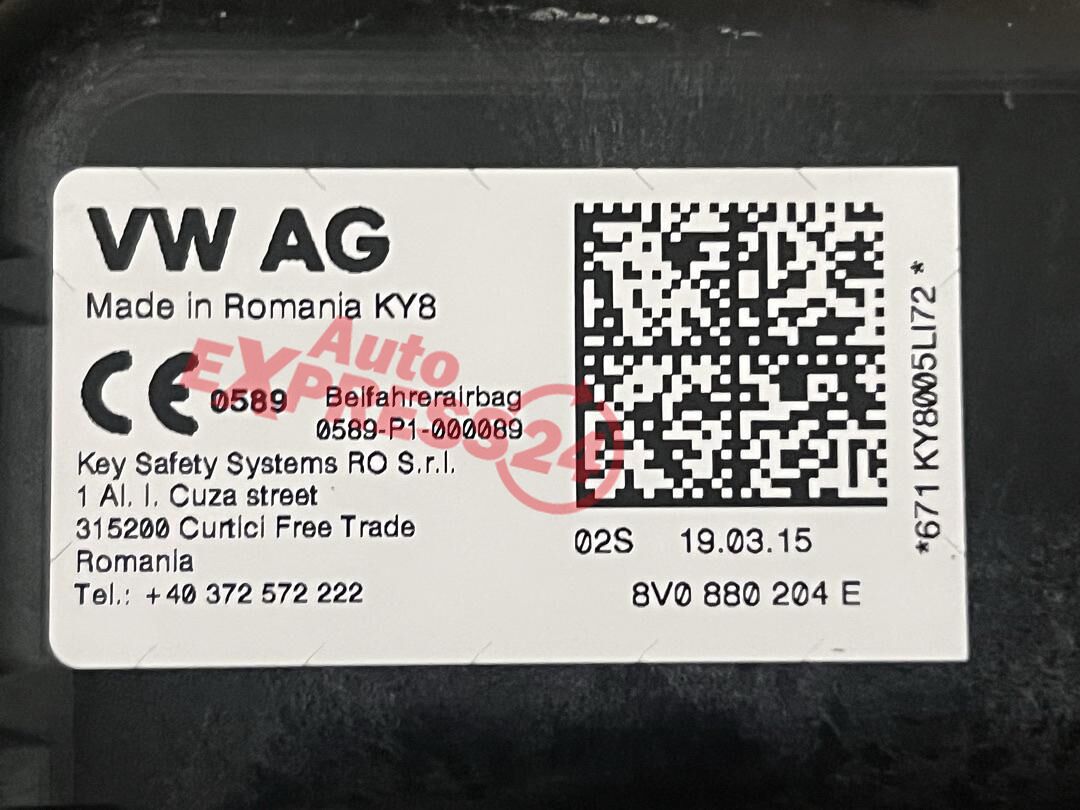 VW AG
Made in Romania KY8
CE 0589 Beifahrerairbag
0589-P1-000089
Key Safety Systems RO S.r.l.
1 Al. I. Cuza street
315200 Curtici Free Trade
Romania
Tel.: +40 372 572 222
02S 19.03.15
8V0 880 204 E
*671 KY8005LI72 *
Auto
EXPRESS24